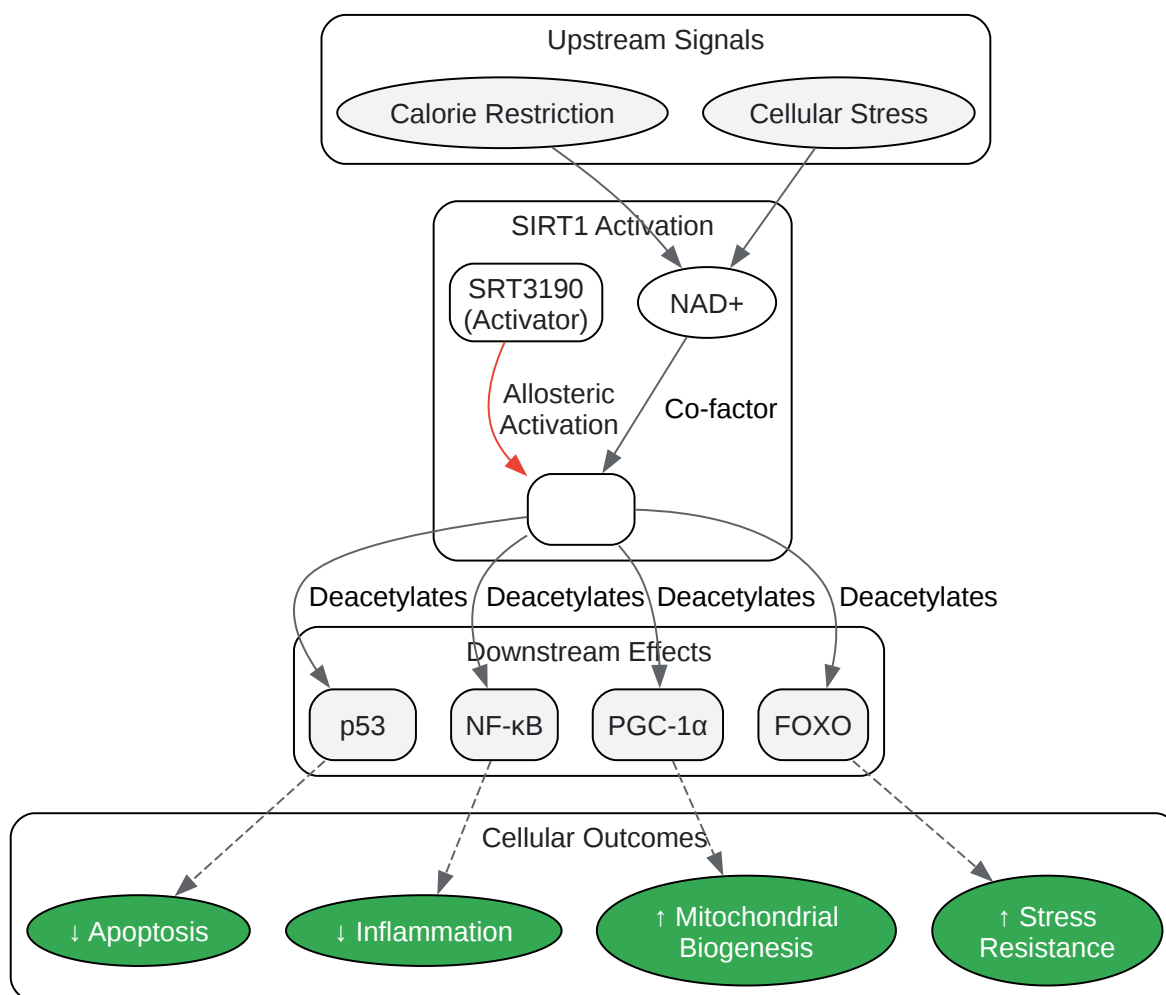 Upstream Signals
Calorie Restriction
Cellular Stress
SIRT1 Activation
SRT3190
(Activator)
NAD+
Allosteric
Activation
Co-factor
Deacetylates
Deacetylates
Deacetylates
Deacetylates
Downstream Effects
p53
NF-κB
PGC-1α
FOXO
Cellular Outcomes
↓ Apoptosis
↓ Inflammation
↑ Mitochondrial
Biogenesis
↑ Stress
Resistance